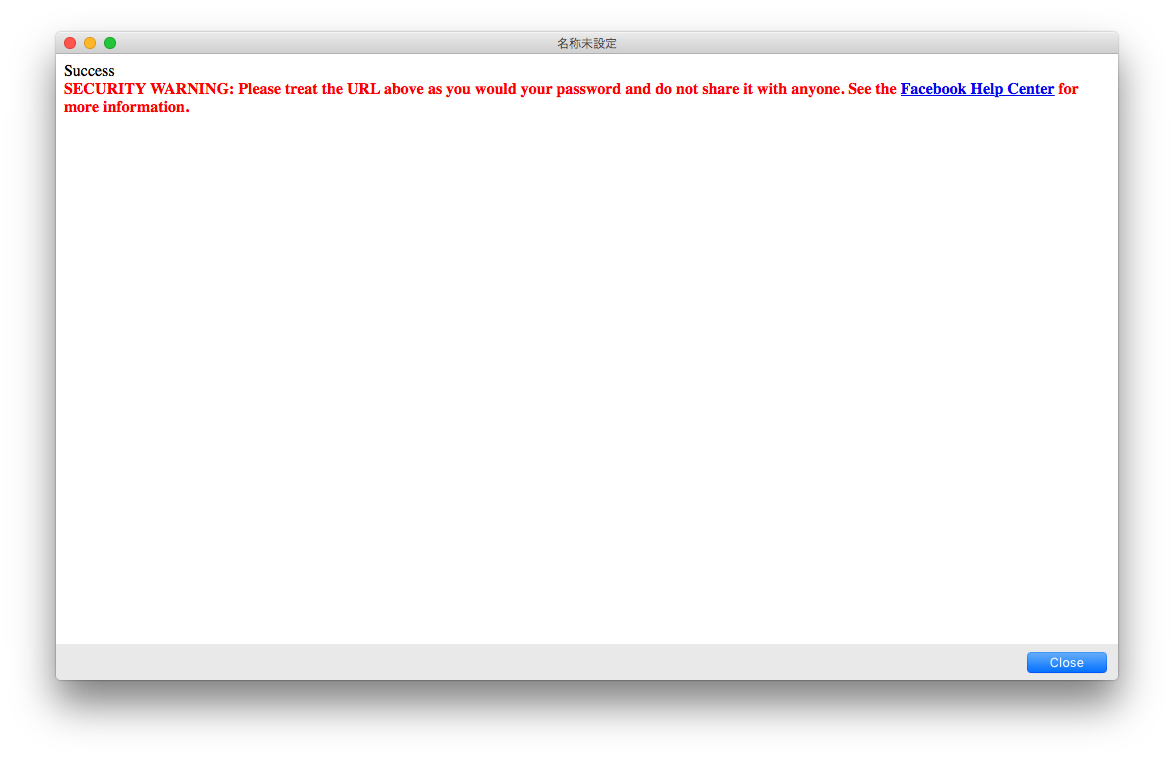 名称未設定
Success
SECURITY WARNING: Please treat the URL above as you would your password and do not share it with anyone. See the Facebook Help Center for
more information.
Close